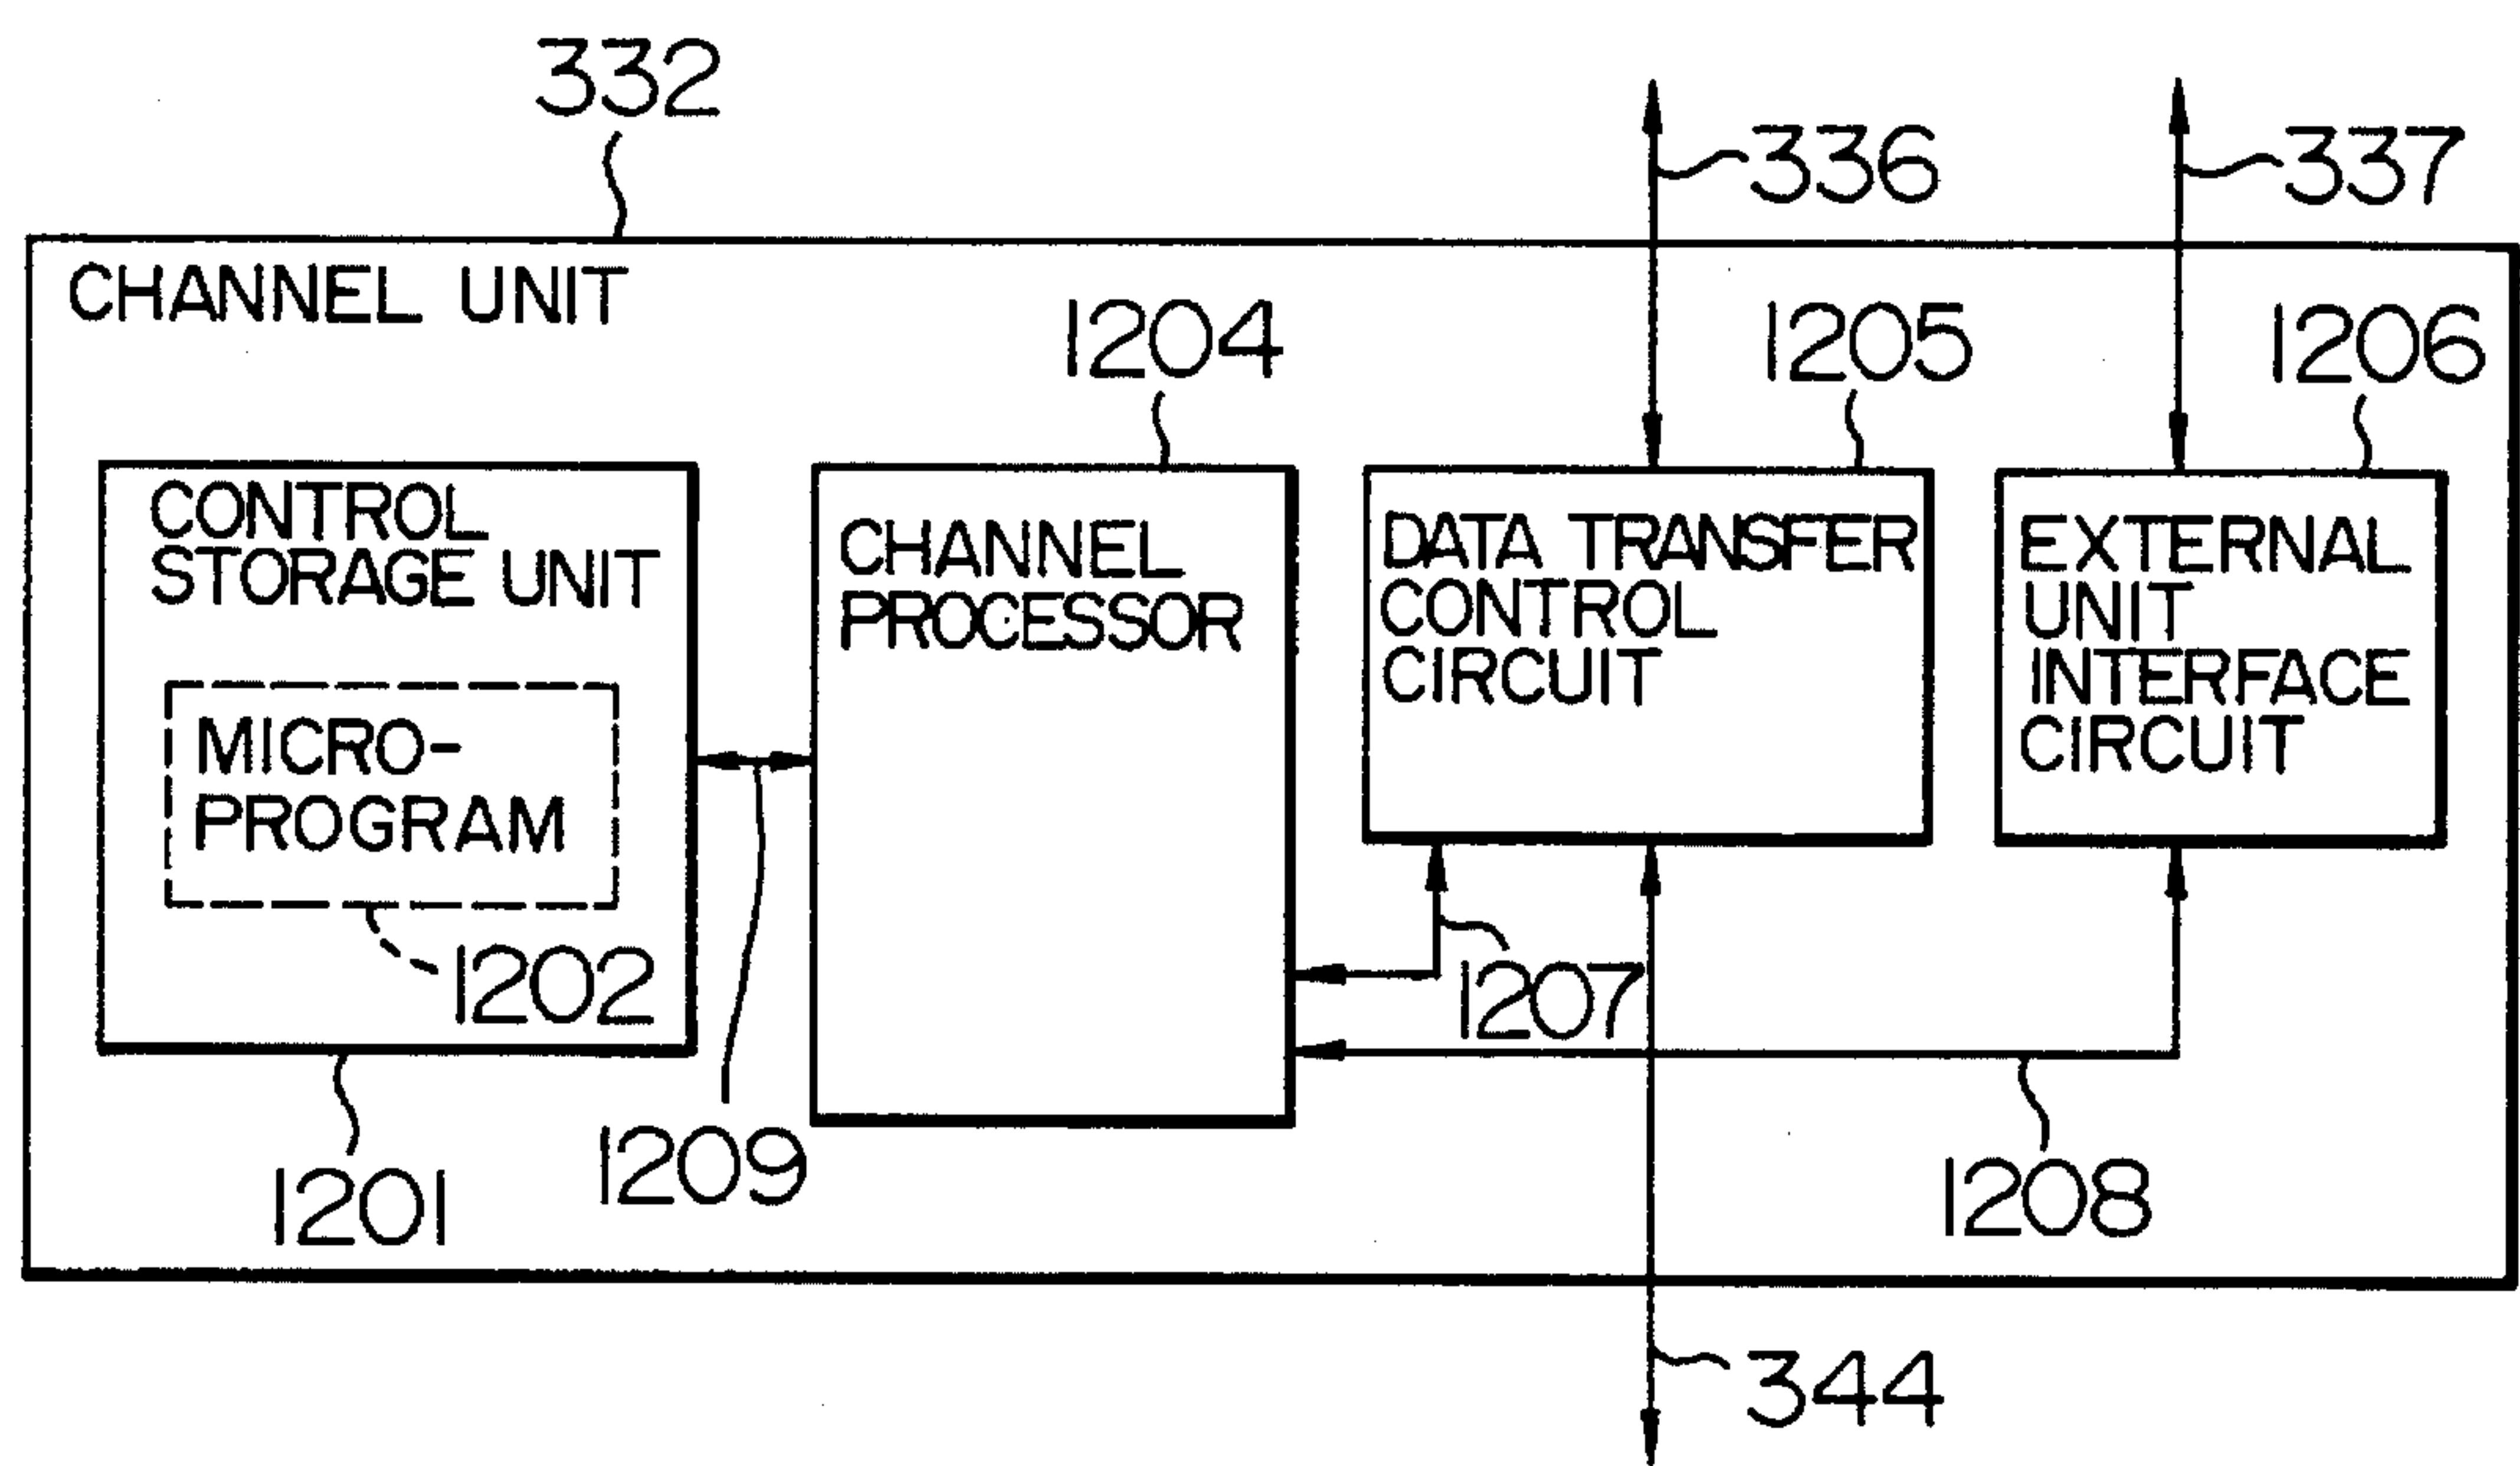 332
336
337
CHANNEL UNIT
1204
1205
1206
CONTROL
STORAGE UNIT
MICRO-
PROGRAM
1202
1201
1209
CHANNEL
PROCESSOR
DATA TRANSFER
CONTROL
CIRCUIT
EXTERNAL
UNIT
INTERFACE
CIRCUIT
1207
1208
344